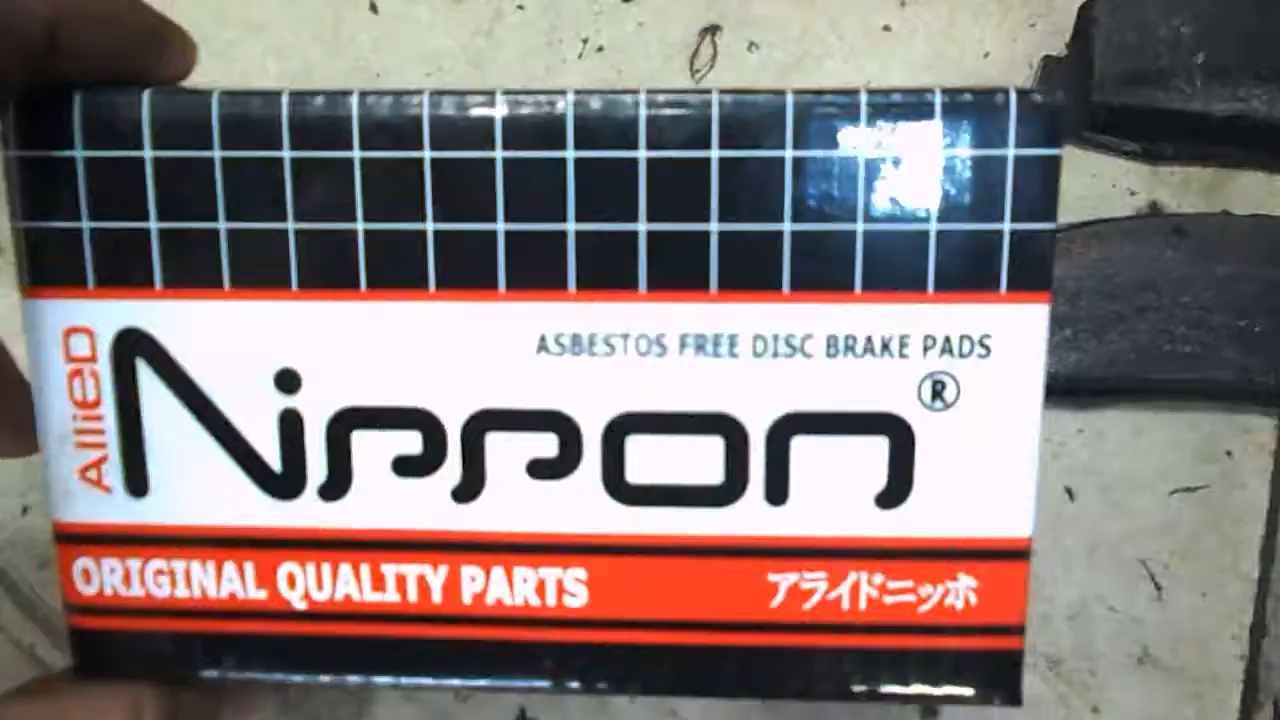 ASBESTOS FREE DISC BRAKE PADS
AlliED
Nippon®
ORIGINAL QUALITY PARTS
アライドニッポ